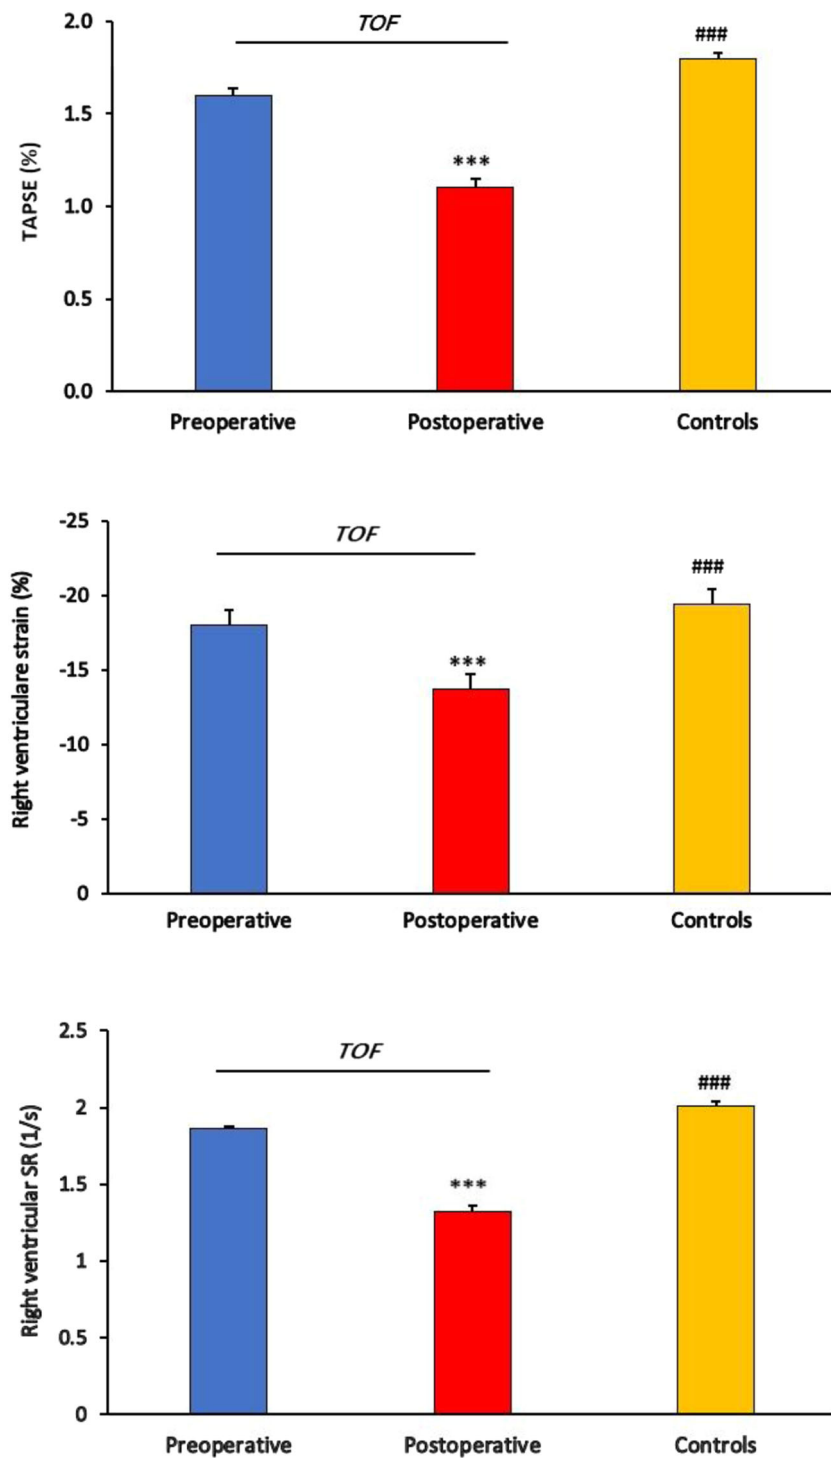 TOF
###
***
TAPSE (%)
2.0
1.5
1.0
0.5
0.0
Preoperative Postoperative Controls
TOF
###
***
Right ventriculare strain (%)
-25
-20
-15
-10
-5
0
Preoperative Postoperative Controls
TOF
###
***
Right ventricular SR (1/s)
2.5
2
1.5
1
0.5
0
Preoperative Postoperative Controls